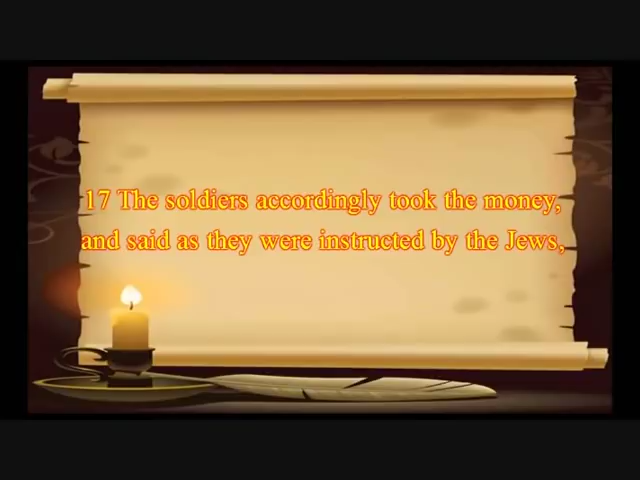 17 The soldiers accordingly took the money,
and said as they were instructed by the Jews,